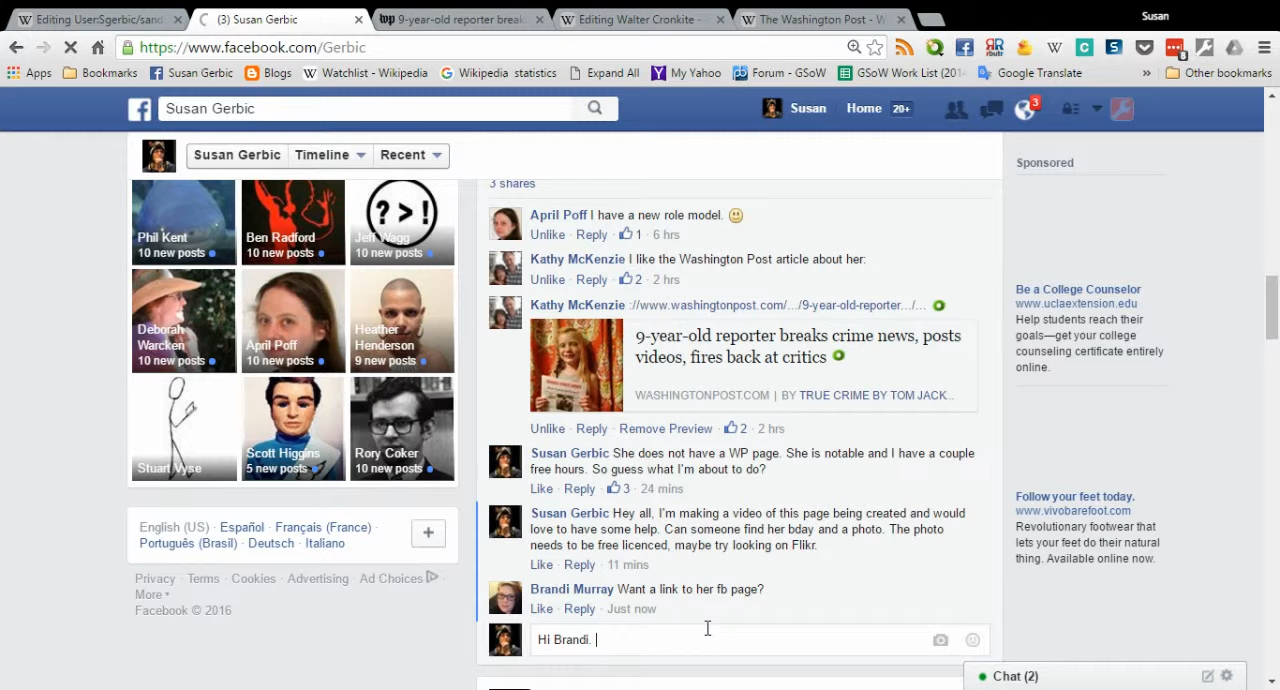 Susan
Editing User:Sgerbic/sand
(3) Susan Gerbic
wp 9-year-old reporter break
Editing Walter Cronkite -
The Washington Post - W
https://www.facebook.com/Gerbic
Apps Bookmarks Susan Gerbic Blogs Watchlist - Wikipedia Wikipedia statistics Expand All My Yahoo Forum - GSoW GSoW Work List (201 Google Translate » Other bookmarks
Susan Gerbic
Susan Home 20+ 3
Susan Gerbic Timeline Recent
Sponsored
Phil Kent
10 new posts
Ben Radford
10 new posts
? > !
Jeff Wagg
10 new posts
Deborah Warcken
10 new posts
April Poff
10 new posts
Heather Henderson
9 new posts
Stuart Vyse
Scott Higgins
5 new posts
Rory Coker
10 new posts
English (US) · Español · Français (France) ·
Português (Brasil) · Deutsch · Italiano
+
Privacy · Terms · Cookies · Advertising · Ad Choices
More
Facebook © 2016
3 shares
April Poff I have a new role model.
Unlike · Reply · 1 · 6 hrs
Kathy McKenzie I like the Washington Post article about her:
Unlike · Reply · 2 · 2 hrs
Kathy McKenzie ://www.washingtonpost.com/.../9-year-old-reporter.../...
9-year-old reporter breaks crime news, posts
videos, fires back at critics
WASHINGTONPOST.COM | BY TRUE CRIME BY TOM JACK..
Unlike · Reply · Remove Preview · 2 · 2 hrs
Susan Gerbic She does not have a WP page. She is notable and I have a couple
free hours. So guess what I'm about to do?
Like · Reply · 3 · 24 mins
Susan Gerbic Hey all, I'm making a video of this page being created and would
love to have some help. Can someone find her bday and a photo. The photo
needs to be free licenced, maybe try looking on Flikr.
Like · Reply · 11 mins
Brandi Murray Want a link to her fb page?
Like · Reply · Just now
Hi Brandi.
Be a College Counselor
www.uclaextension.edu
Help students reach their
goals—get your college
counseling certificate entirely
online.
Follow your feet today.
www.vivobarefoot.com
Revolutionary footwear that
lets your feet do their natural
thing. Available online now.
Chat (2)